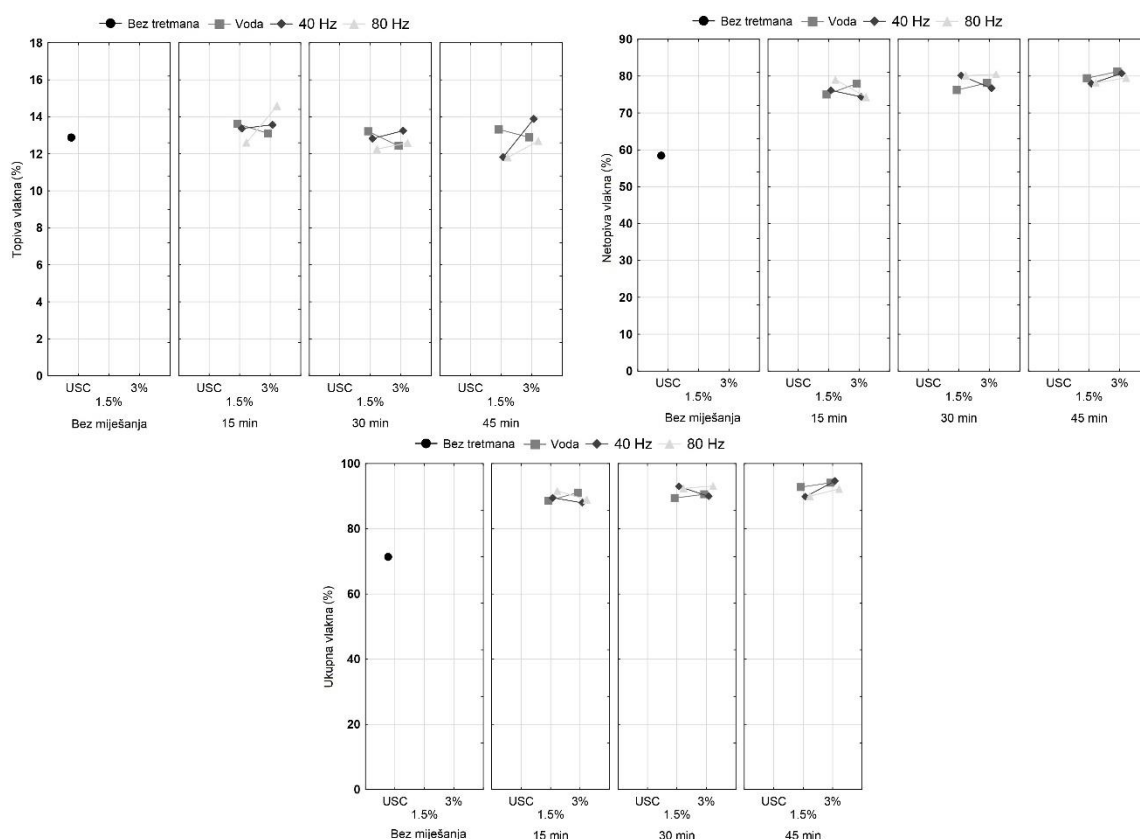 Bez tretmana Voda 40 Hz 80 Hz
Topiva vlakna (%)
18
16
14
12
10
8
6
4
2
0
USC 3% USC 3% USC 3% USC 3%
1.5% 1.5% 1.5% 1.5%
Bez miješanja 15 min 30 min 45 min
Bez tretmana Voda 40 Hz 80 Hz
Netopiva vlakna (%)
90
80
70
60
50
40
30
20
10
0
USC 3% USC 3% USC 3% USC 3%
1.5% 1.5% 1.5% 1.5%
Bez miješanja 15 min 30 min 45 min
Bez tretmana Voda 40 Hz 80 Hz
Ukupna vlakna (%)
100
80
60
40
20
0
USC 3% USC 3% USC 3% USC 3%
1.5% 1.5% 1.5% 1.5%
Bez miješanja 15 min 30 min 45 min